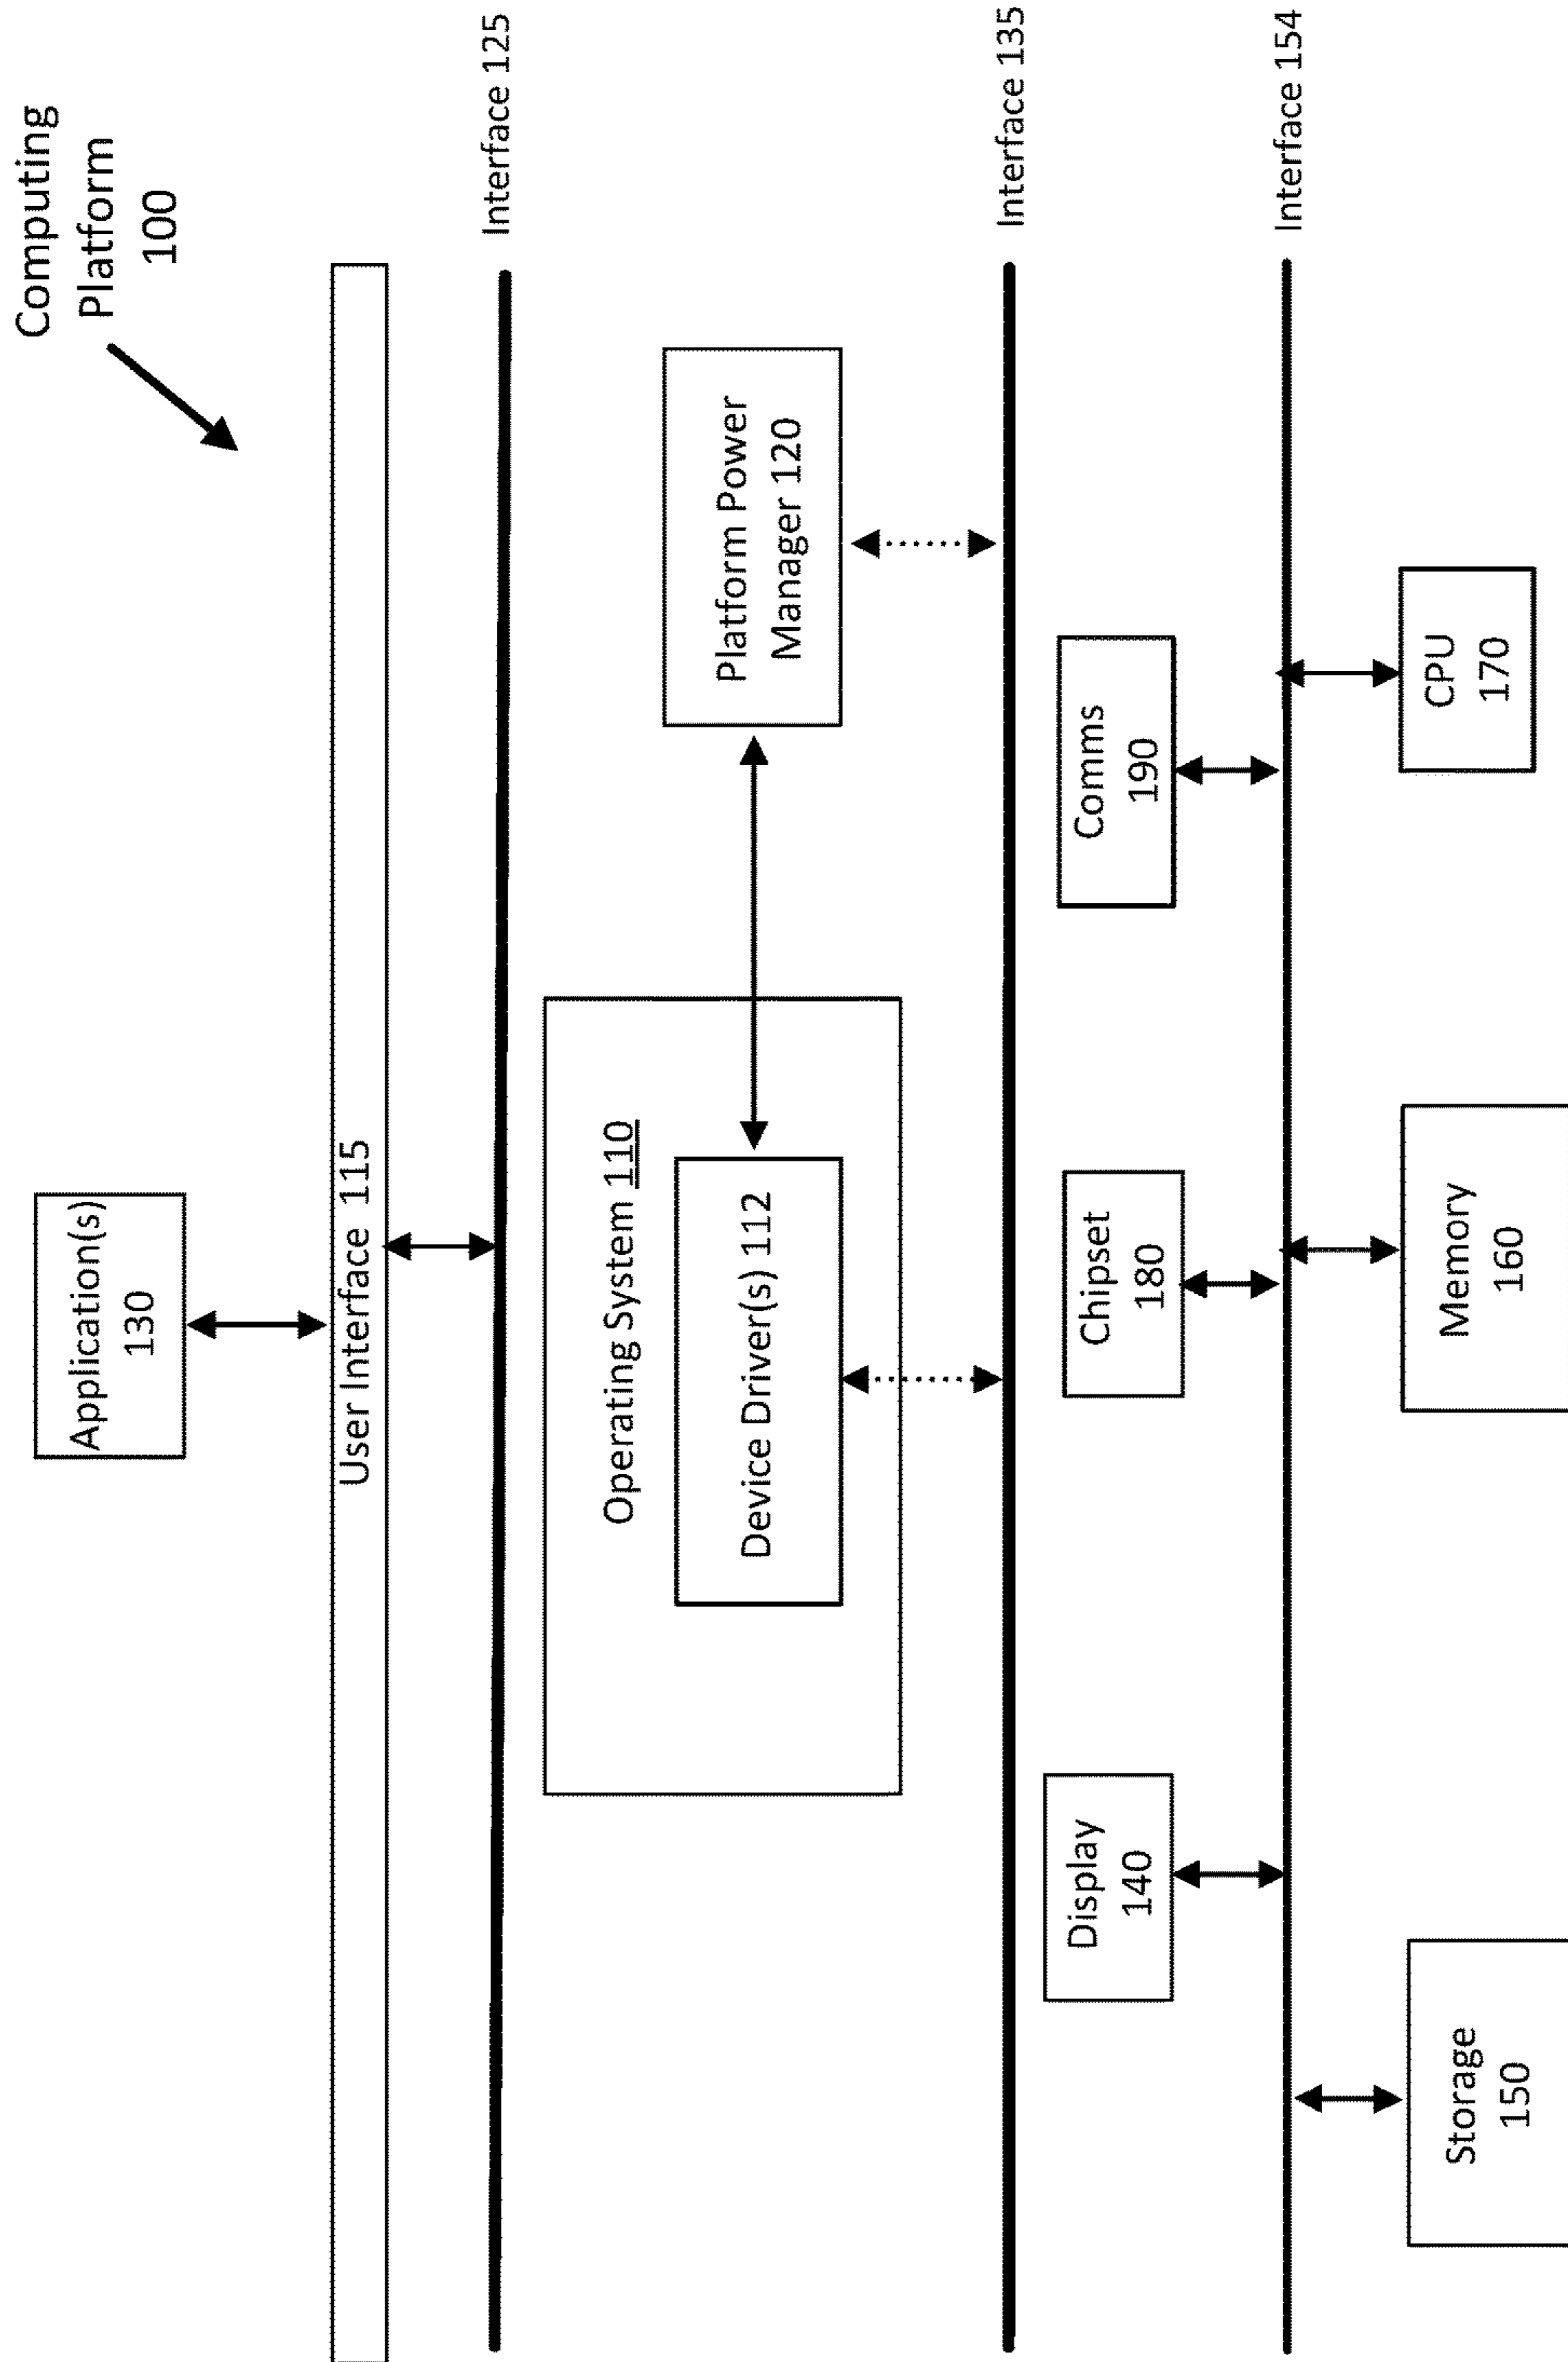 Computing
Platform
100
Application(s)
130
User Interface 115
Interface 125
Operating System 110
Device Driver(s) 112
Platform Power
Manager 120
Interface 135
Display
140
Chipset
180
Comms
190
Interface 154
Storage
150
Memory
160
CPU
170